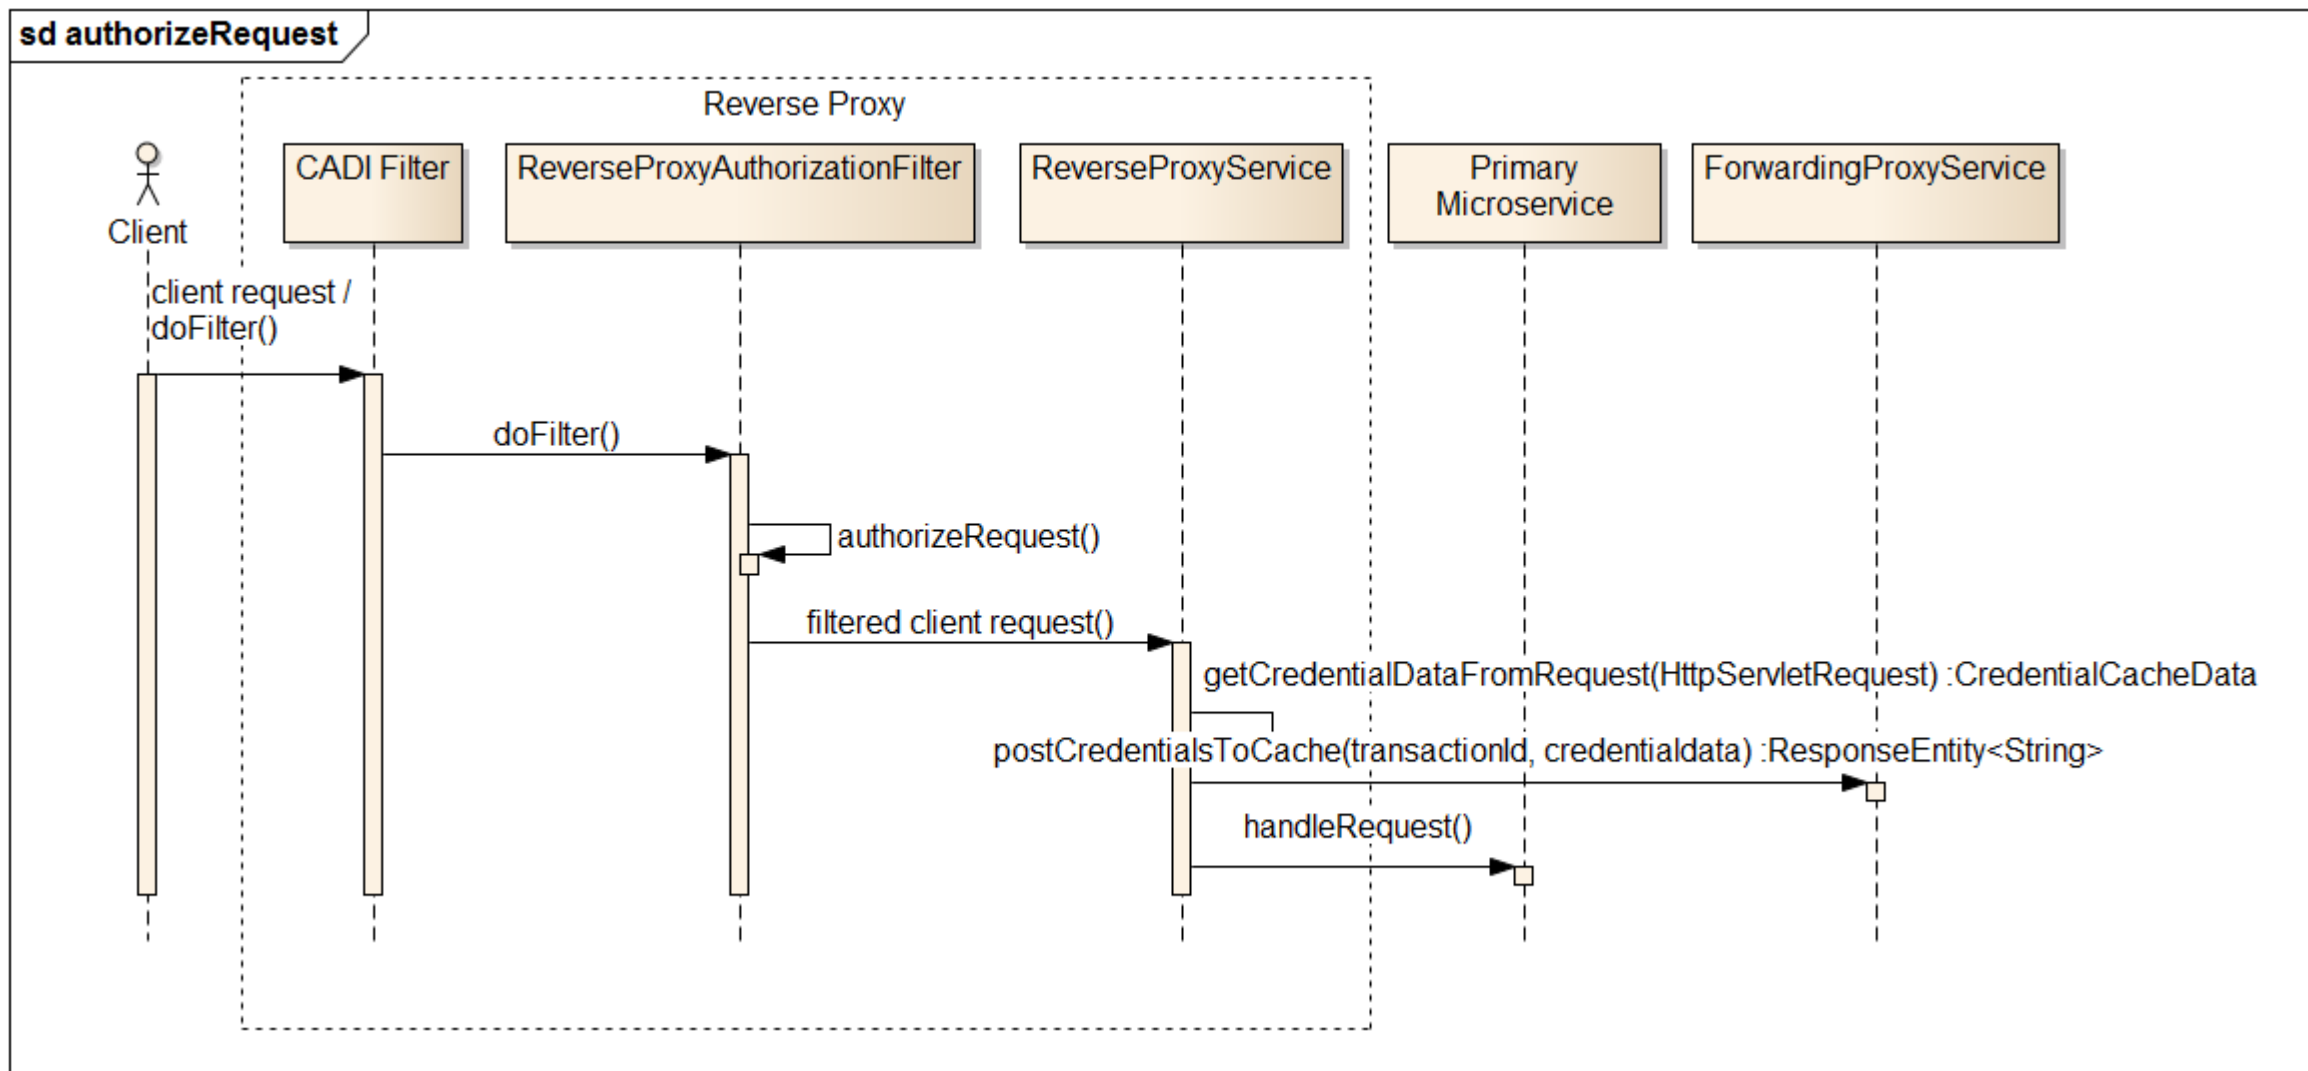 sd authorizeRequest
Reverse Proxy
Client
CADI Filter
ReverseProxyAuthorizationFilter
ReverseProxyService
Primary
Microservice
ForwardingProxyService
client request /
doFilter()
doFilter()
authorizeRequest()
filtered client request()
getCredentialDataFromRequest(HttpServletRequest) :CredentialCacheData
postCredentialsToCache(transactionId, credentialdata) :ResponseEntity<String>
handleRequest()